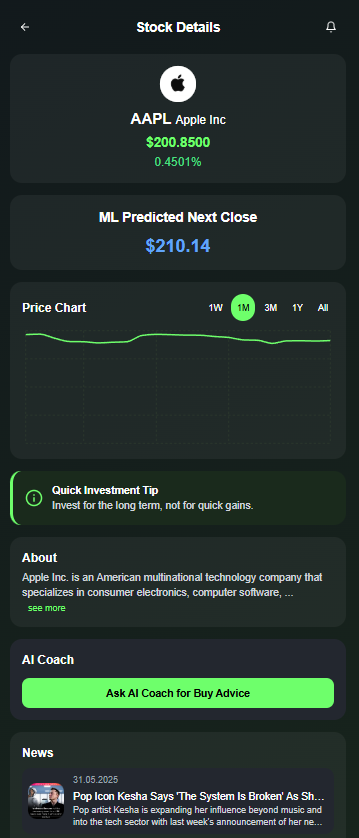 Stock Details
AAPL Apple Inc
$200.8500
0.4501%
ML Predicted Next Close
$210.14
Price Chart
1W 1M 3M 1Y All
Quick Investment Tip
Invest for the long term, not for quick gains.
About
Apple Inc. is an American multinational technology company that
specializes in consumer electronics, computer software, ...
see more
AI Coach
Ask AI Coach for Buy Advice
News
31.05.2025
Pop Icon Kesha Says 'The System Is Broken' As Sh...
Pop artist Kesha is expanding her influence beyond music and
into the tech sector with last week's announcement of her ne...